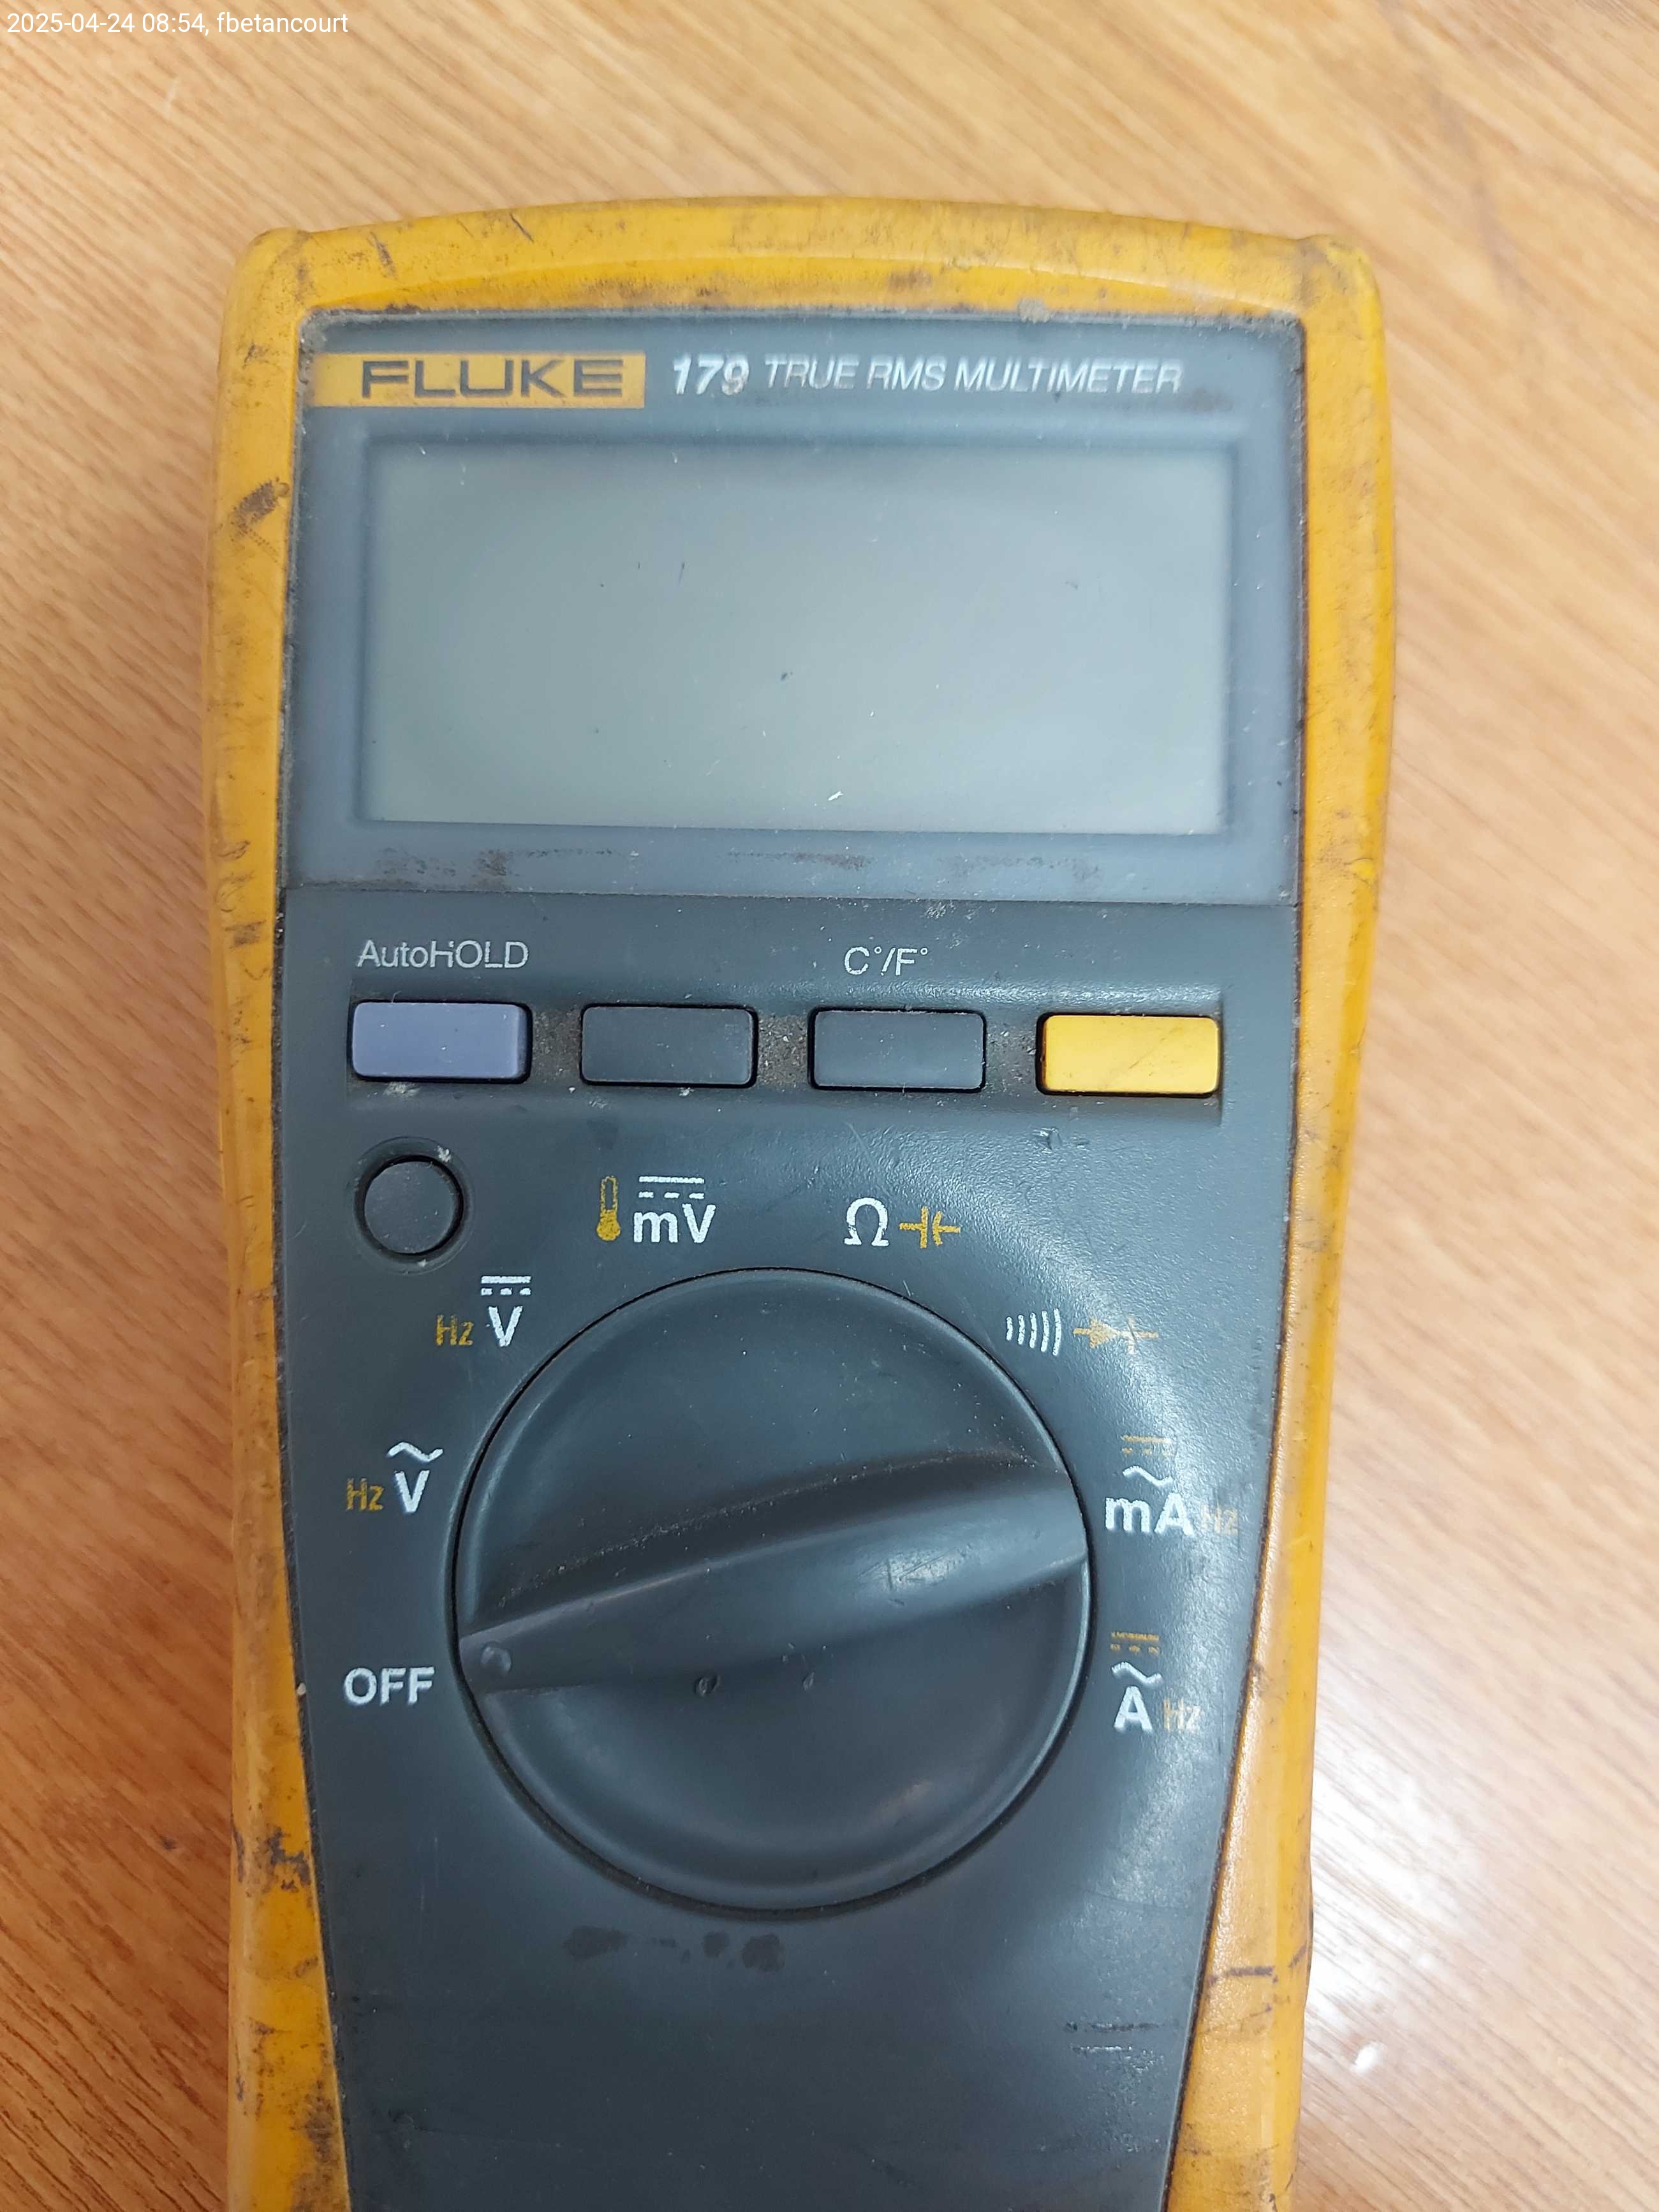 2025-04-24 08:54, fbetancourt
FLUKE 179 TRUE RMS MULTIMETER
AutoHOLD C°/F°
mV Ω
Hz V
Hz V mA Hz
OFF A Hz